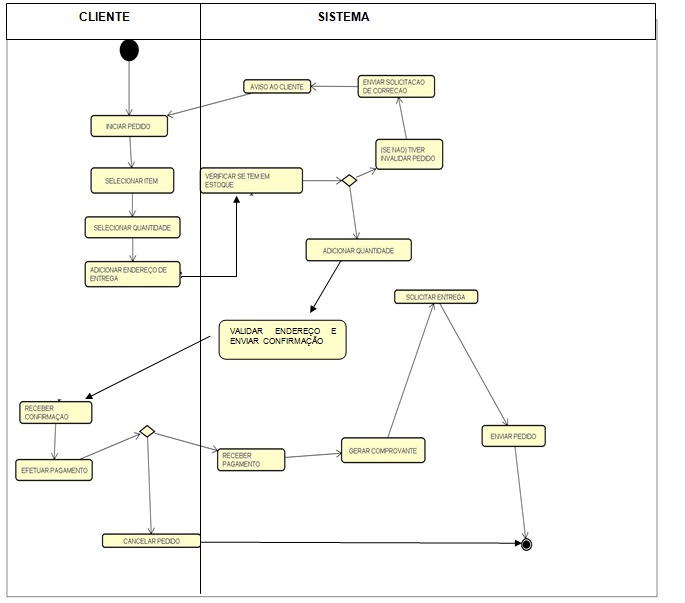 CLIENTE
SISTEMA
AVISO AO CLIENTE
ENVIAR SOLICITACAO
DE CORRECAO
INICIAR PEDIDO
(SE NAO) TIVER
INVALIDAR PEDIDO
SELECIONAR ITEM
VERIFICAR SE TEM EM
ESTOQUE
SELECIONAR QUANTIDADE
ADICIONAR QUANTIDADE
ADICIONAR ENDEREÇO DE
ENTREGA
SOLICITAR ENTREGA
VALIDAR ENDEREÇO E
ENVIAR CONFIRMAÇÃO
RECEBER
CONFIRMAÇAO
ENVIAR PEDIDO
EFETUAR PAGAMENTO
RECEBER
PAGAMENTO
GERAR COMPROVANTE
CANCELAR PEDIDO